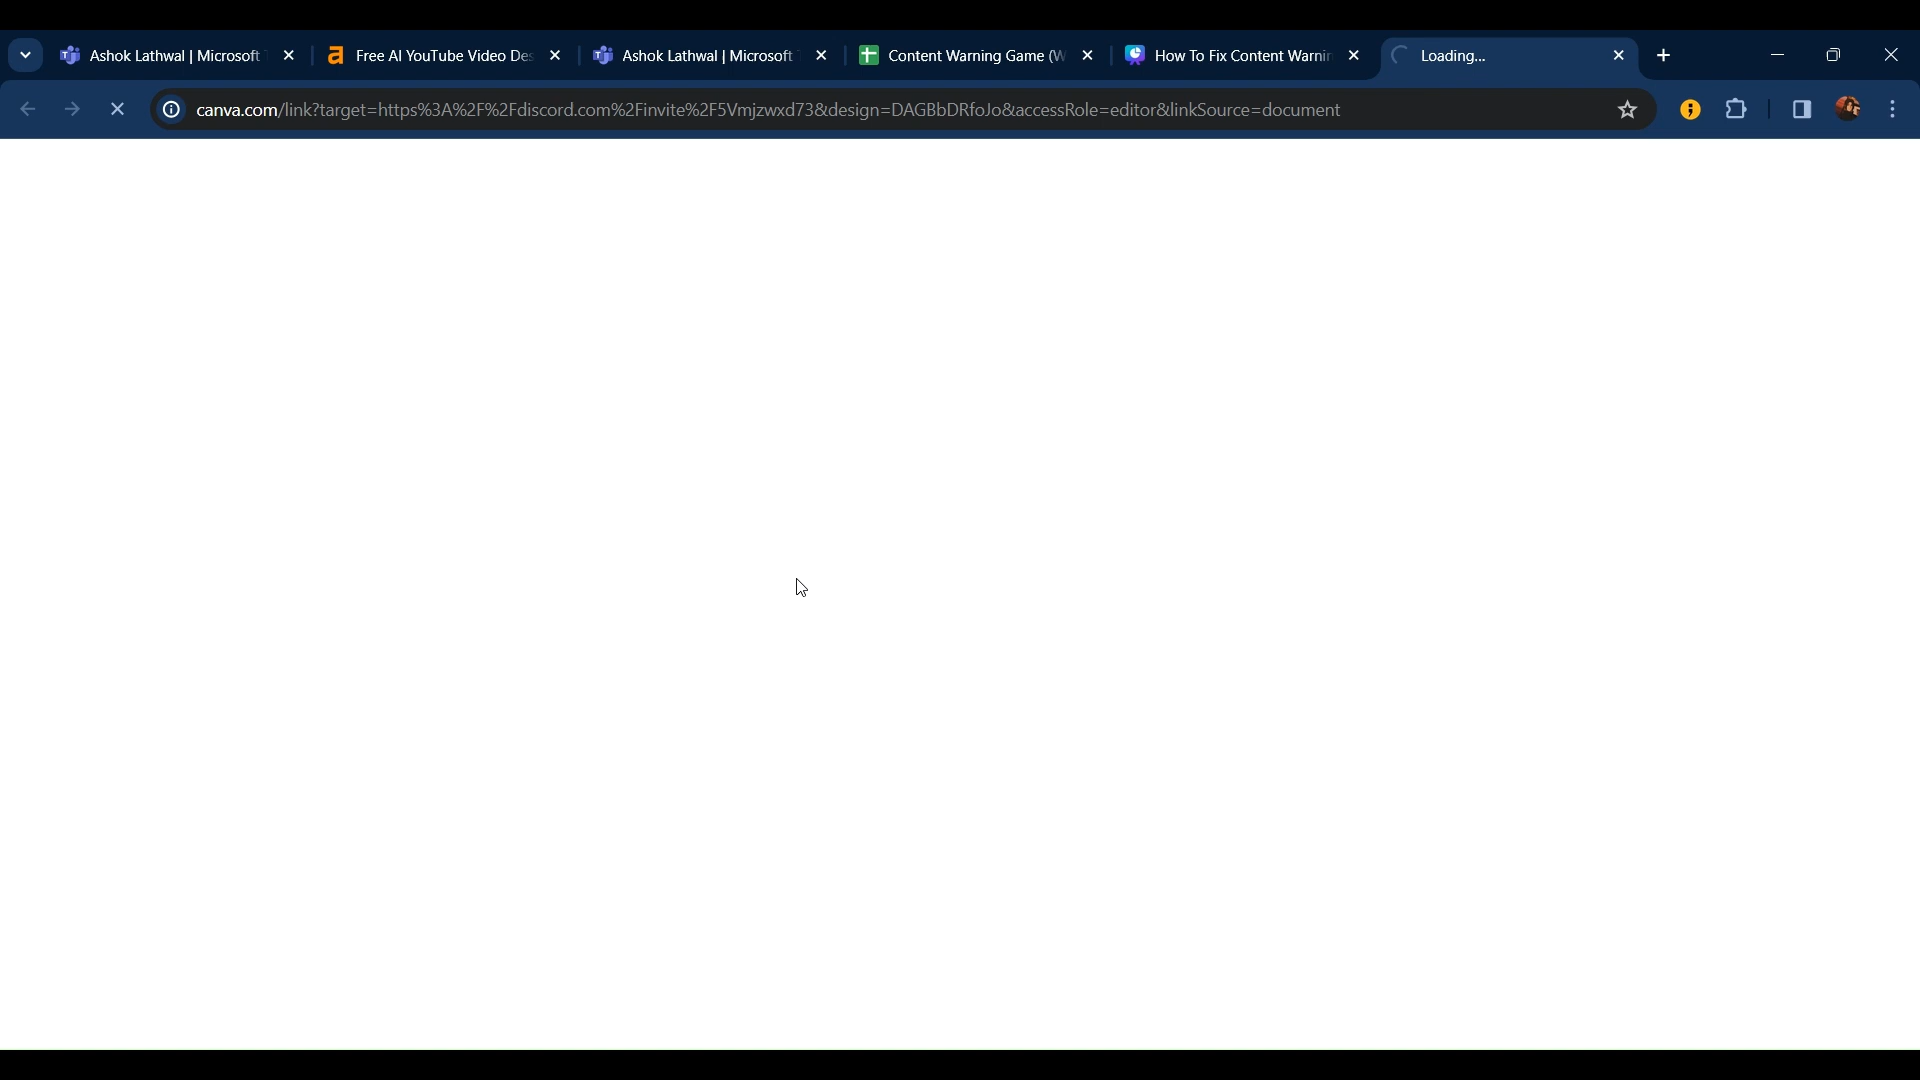 Ashok Lathwal | Microsoft
Free AI YouTube Video Des
Ashok Lathwal | Microsoft
Content Warning Game (W
How To Fix Content Warnin
Loading...
canva.com/link?target=https%3A%2F%2Fdiscord.com%2Finvite%2F5Vmjzwxd73&design=DAGBbDRfoJo&accessRole=editor&linkSource=document